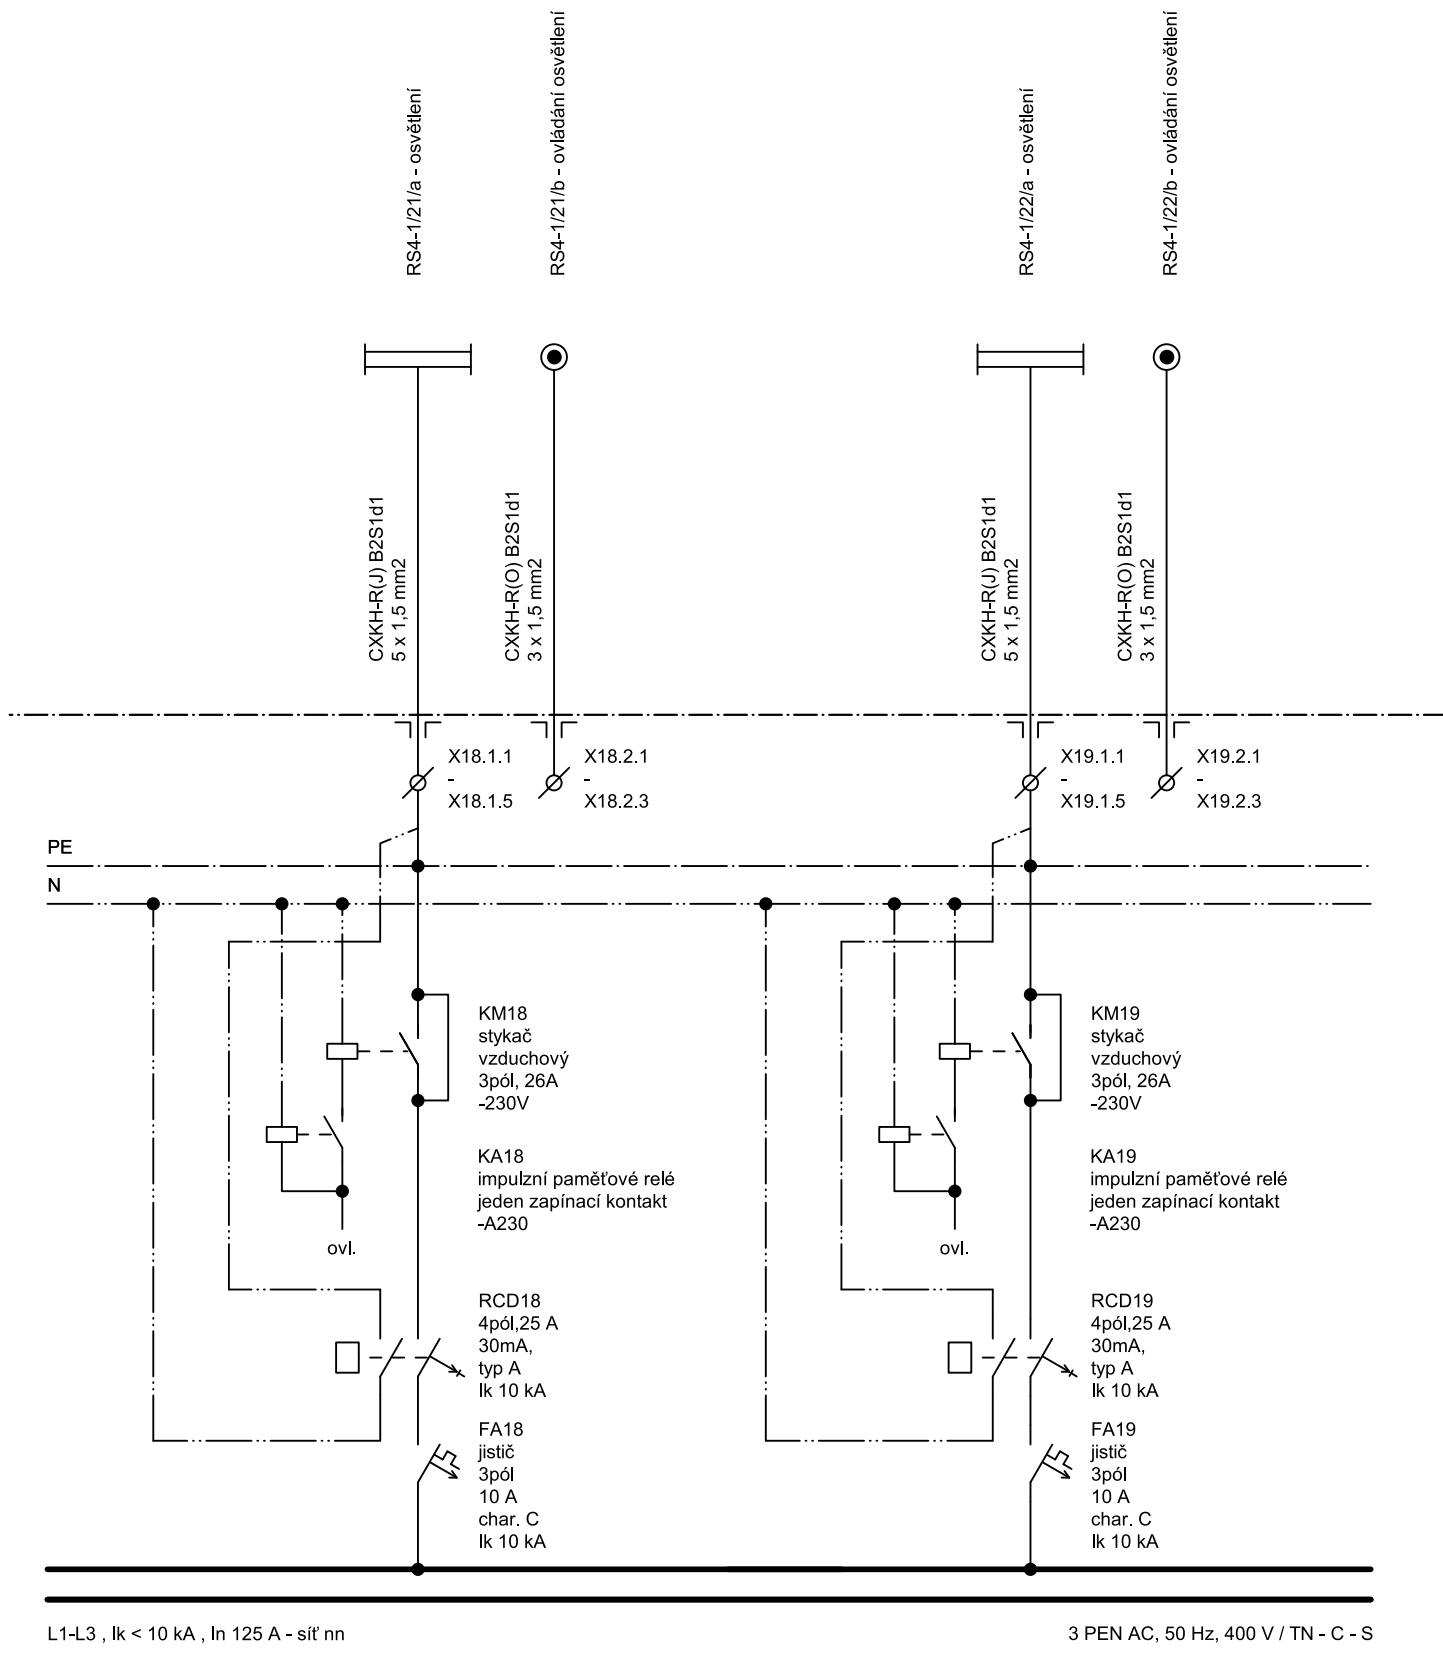 RS4-1/21/a - osvětlení
RS4-1/21/b - ovládání osvětlení
RS4-1/22/a - osvětlení
RS4-1/22/b - ovládání osvětlení
CXKH-R(J) B2S1d1
5 x 1,5 mm2
CXKH-R(O) B2S1d1
3 x 1,5 mm2
CXKH-R(J) B2S1d1
5 x 1,5 mm2
CXKH-R(O) B2S1d1
3 x 1,5 mm2
X18.1.1
-
X18.1.5
X18.2.1
-
X18.2.3
X19.1.1
-
X19.1.5
X19.2.1
-
X19.2.3
PE
N
KM18
stykač
vzduchový
3pól, 26A
-230V
KA18
impulzní paměťové relé
jeden zapínací kontakt
-A230
ovl.
RCD18
4pól,25 A
30mA,
typ A
Ik 10 kA
FA18
jistič
3pól
10 A
char. C
Ik 10 kA
KM19
stykač
vzduchový
3pól, 26A
-230V
KA19
impulzní paměťové relé
jeden zapínací kontakt
-A230
ovl.
RCD19
4pól,25 A
30mA,
typ A
Ik 10 kA
FA19
jistič
3pól
10 A
char. C
Ik 10 kA
L1-L3 , Ik < 10 kA , In 125 A - síť nn
3 PEN AC, 50 Hz, 400 V / TN - C - S